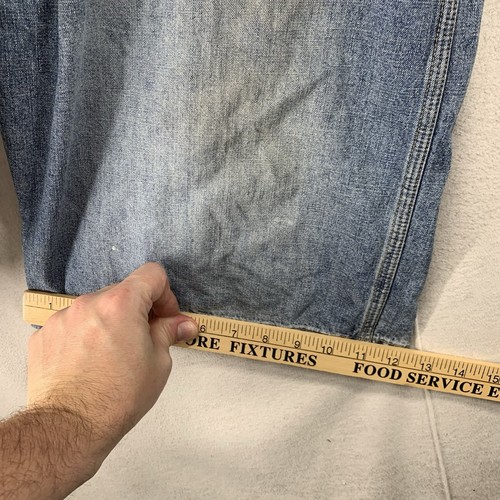 1 6 7 8 9 10 11 12 13 14 15
ORE FIXTURES FOOD SERVICE E